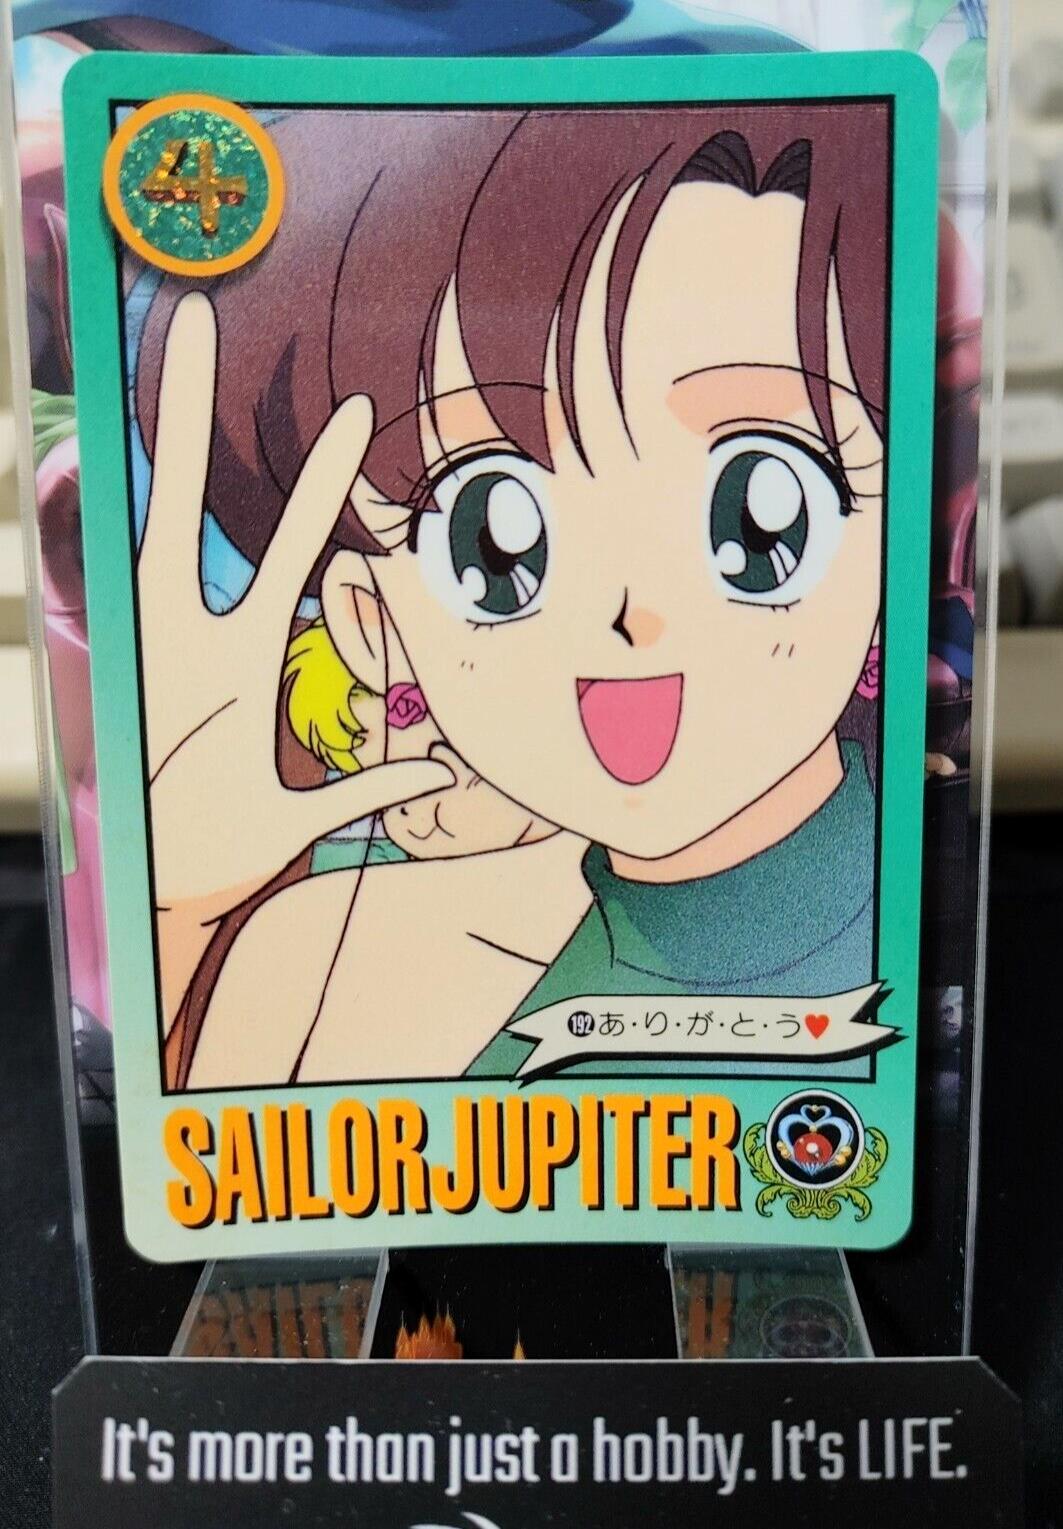 4
192 あ・り・が・と・う♥
SAILORJUPITER
It's more than just a hobby. It's LIFE.